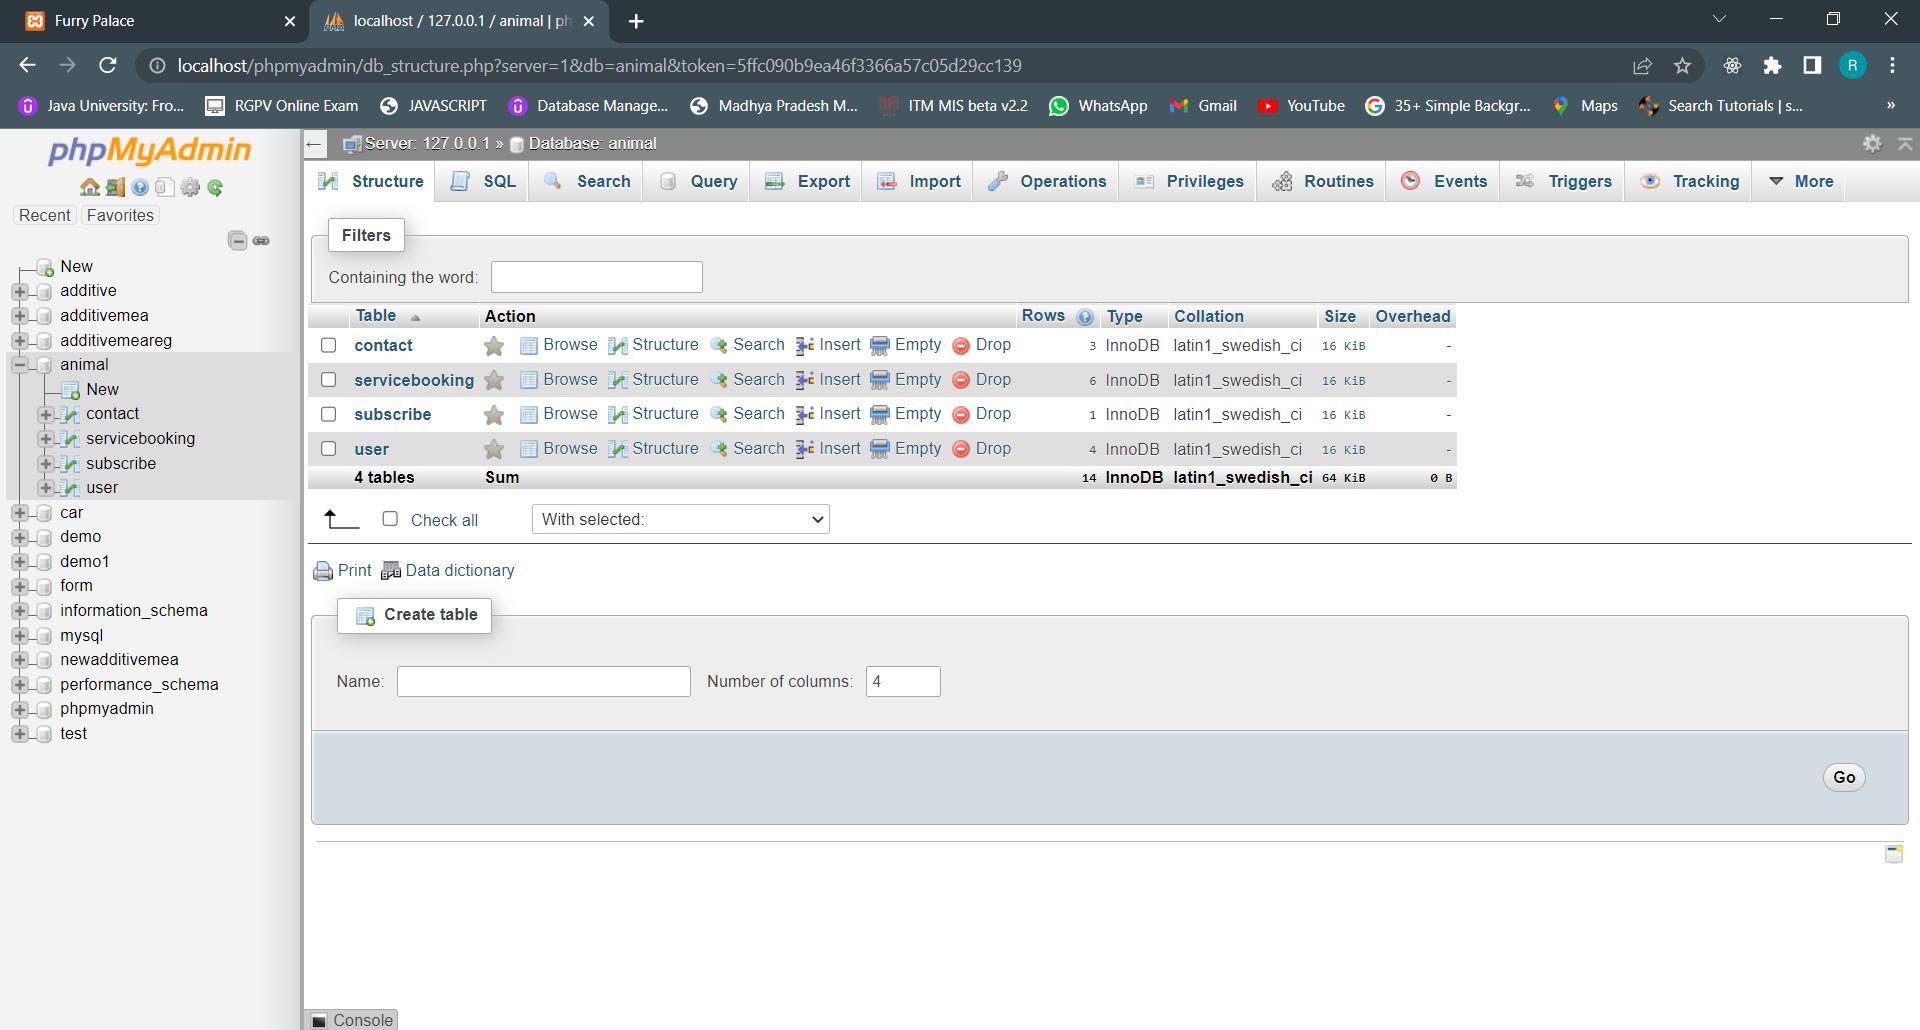 Furry Palace
localhost / 127.0.0.1 / animal | ph
localhost/phpmyadmin/db_structure.php?server=1&db=animal&token=5ffc090b9ea46f3366a57c05d29cc139
R
Java University: Fro... RGPV Online Exam JAVASCRIPT Database Manage... Madhya Pradesh M... ITM MIS beta v2.2 WhatsApp Gmail YouTube 35+ Simple Backgr... Maps Search Tutorials | s... »
phpMyAdmin
Recent Favorites
New
additive
additivemea
additivemeareg
animal
New
contact
servicebooking
subscribe
user
car
demo
demo1
form
information_schema
mysql
newadditivemea
performance_schema
phpmyadmin
test
Server: 127.0.0.1 » Database: animal
Structure SQL Search Query Export Import Operations Privileges Routines Events Triggers Tracking More
Filters
Containing the word:
Table Action Rows Type Collation Size Overhead
contact Browse Structure Search Insert Empty Drop 3 InnoDB latin1_swedish_ci 16 KiB -
servicebooking Browse Structure Search Insert Empty Drop 6 InnoDB latin1_swedish_ci 16 KiB -
subscribe Browse Structure Search Insert Empty Drop 1 InnoDB latin1_swedish_ci 16 KiB -
user Browse Structure Search Insert Empty Drop 4 InnoDB latin1_swedish_ci 16 KiB -
4 tables Sum 14 InnoDB latin1_swedish_ci 64 KiB 0 B
Check all With selected:
Print Data dictionary
Create table
Name: Number of columns: 4
Go
Console